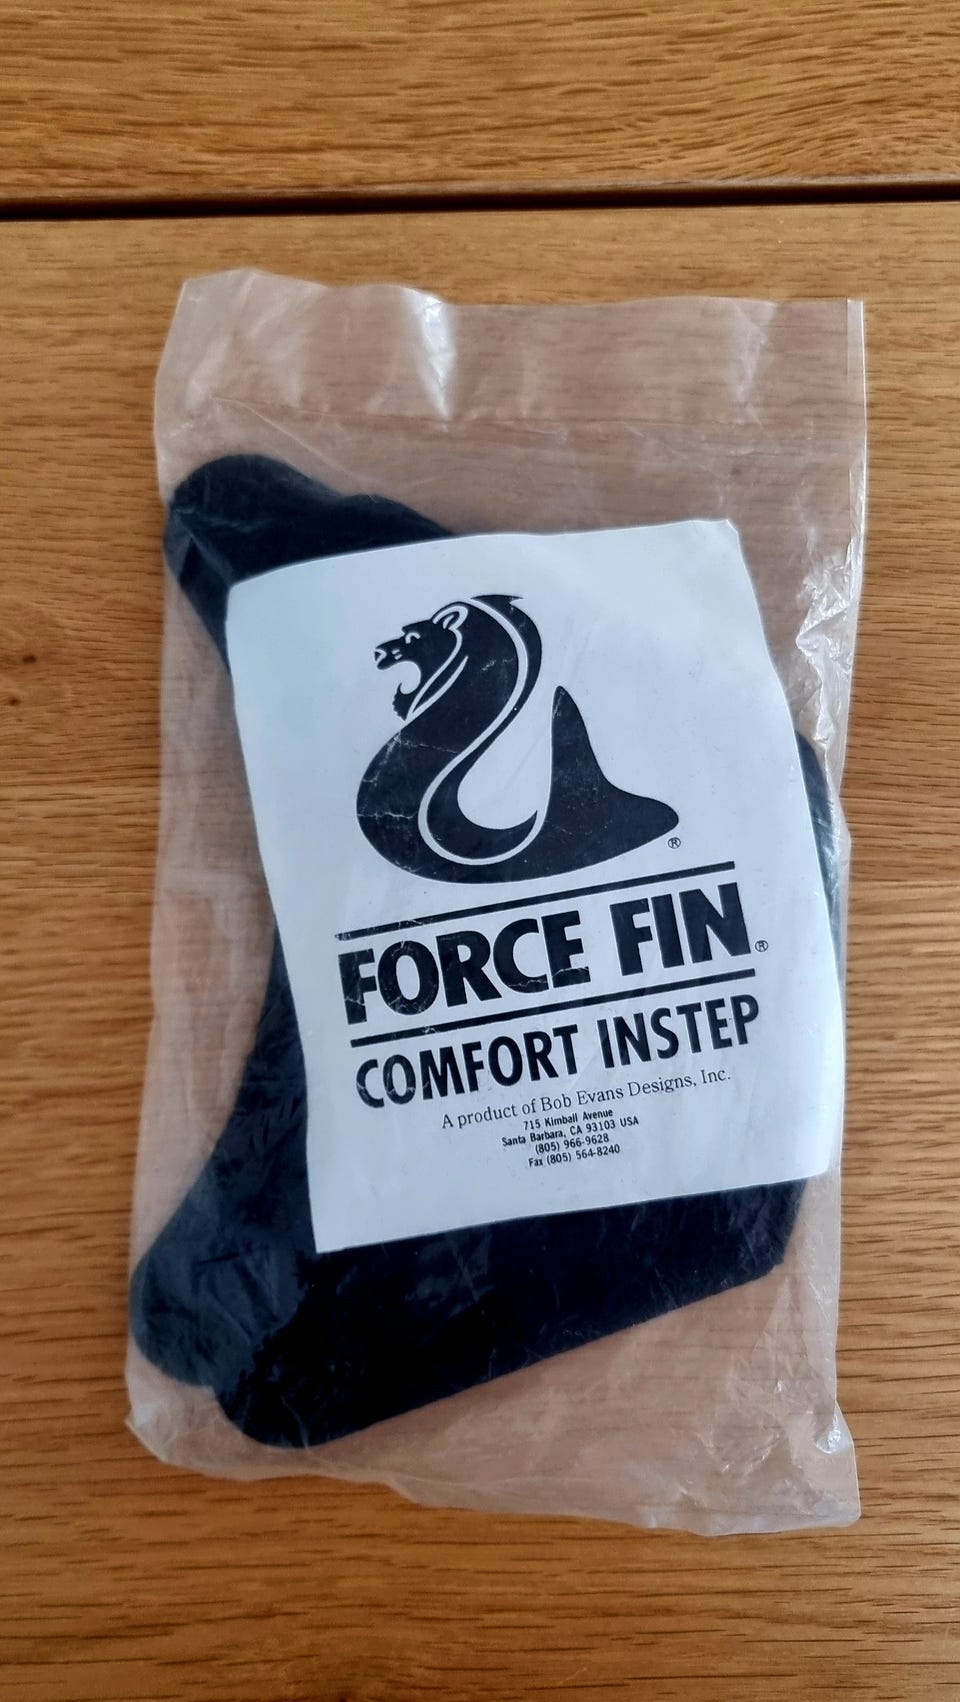 ®
FORCE FIN®
COMFORT INSTEP
A product of Bob Evans Designs, Inc.
715 Kimball Avenue
Santa Barbara, CA 93103 USA
(805) 966-9628
Fax (805) 564-8240